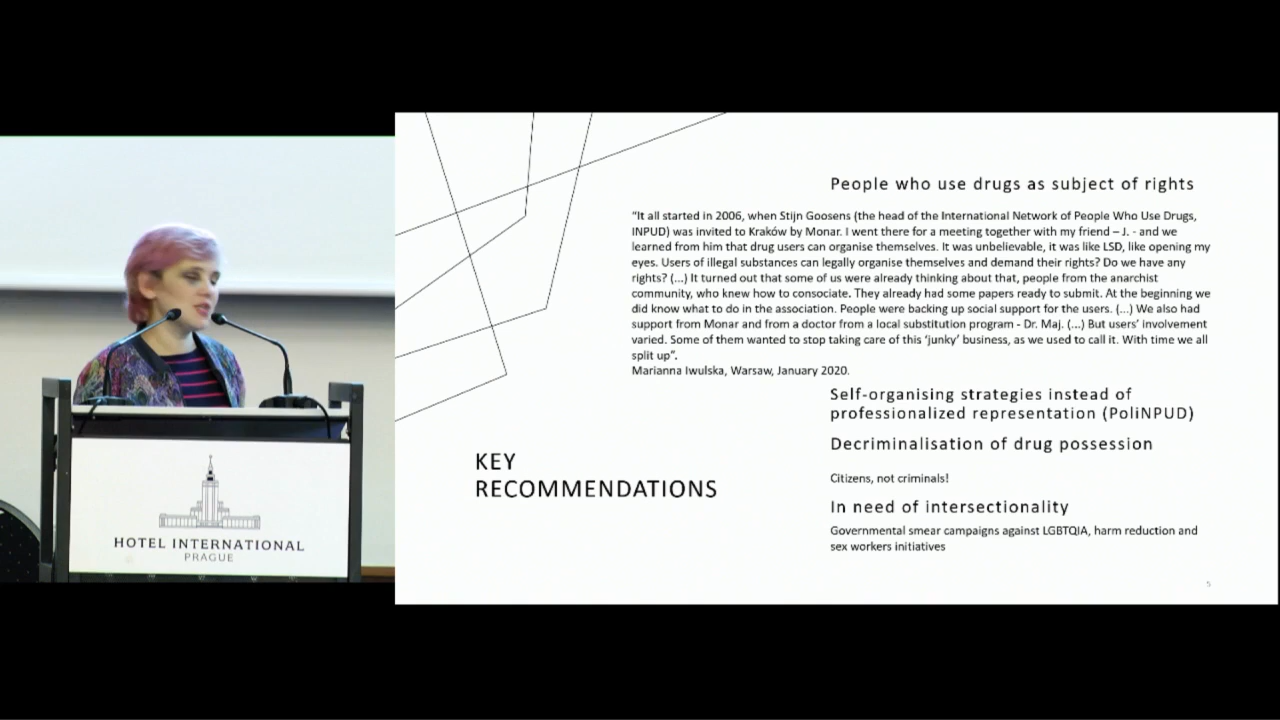 People who use drugs as subject of rights
"It all started in 2006, when Stijn Goosens (the head of the International Network of People Who Use Drugs,
INPUD) was invited to Kraków by Monar. I went there for a meeting together with my friend – J. - and we
learned from him that drug users can organise themselves. It was unbelievable, it was like LSD, like opening my
eyes. Users of illegal substances can legally organise themselves and demand their rights? Do we have any
rights? (...) It turned out that some of us were already thinking about that, people from the anarchist
community, who knew how to consociate. They already had some papers ready to submit. At the beginning we
did know what to do in the association. People were backing up social support for the users. (...) We also had
support from Monar and from a doctor from a local substitution program - Dr. Maj. (...) But users' involvement
varied. Some of them wanted to stop taking care of this 'junky' business, as we used to call it. With time we all
split up".
Marianna Iwulska, Warsaw, January 2020.
Self-organising strategies instead of
professionalized representation (PoliNPUD)
Decriminalisation of drug possession
Citizens, not criminals!
In need of intersectionality
Governmental smear campaigns against LGBTQIA, harm reduction and
sex workers initiatives
KEY
RECOMMENDATIONS
5
HOTEL INTERNATIONAL
PRAGUE